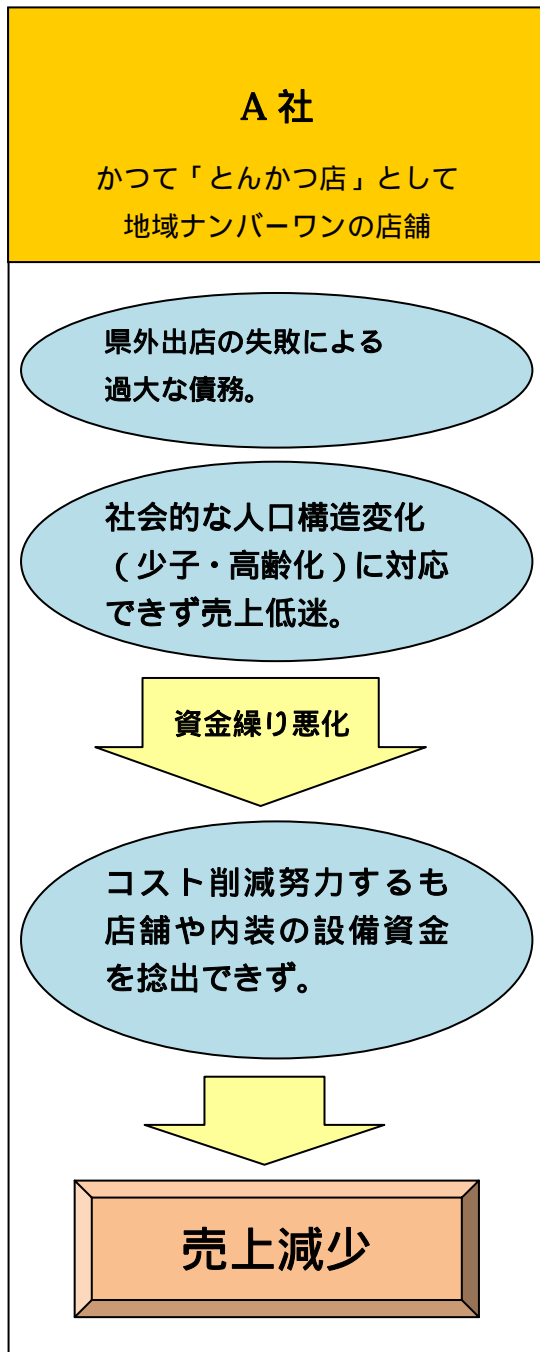 A 社
かつて「とんかつ店」として
地域ナンバーワンの店舗
県外出店の失敗による
過大な債務。
社会的な人口構造変化
（少子・高齢化）に対応
できず売上低迷。
資金繰り悪化
コスト削減努力するも
店舗や内装の設備資金
を捻出できず。
売上減少